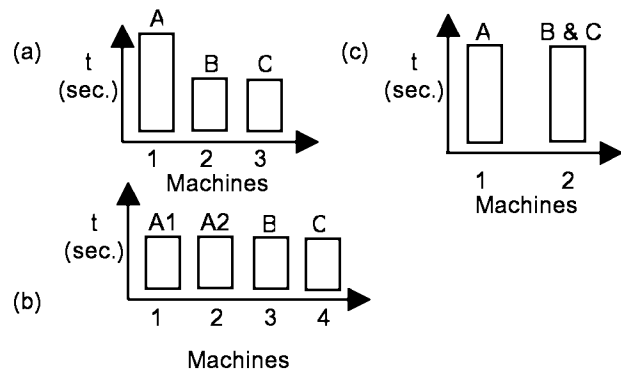 (a)
t
(sec.)
A
B
C
1 2 3
Machines
(c)
t
(sec.)
A
B & C
1 2
Machines
(b)
t
(sec.)
A1 A2 B C
1 2 3 4
Machines